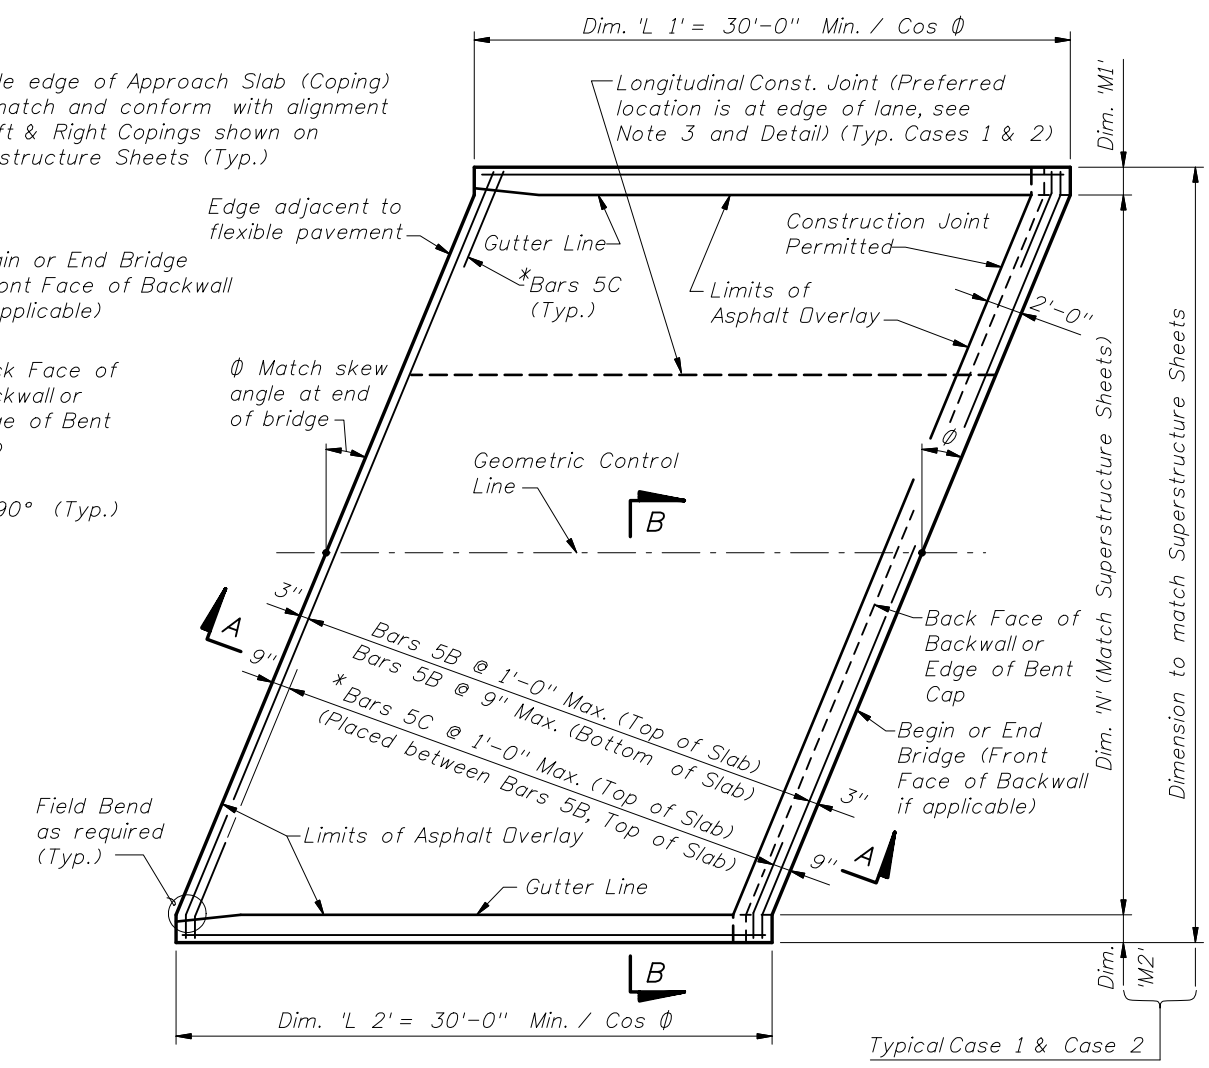 Dim. 'L 1' = 30'-0" Min. / Cos ϕ
edge of Approach Slab (Coping)
and conform with alignment
& Right Copings shown on
Sheets (Typ.)
Longitudinal Const. Joint (Preferred
location is at edge of lane, see
Note 3 and Detail) (Typ. Cases 1 & 2)
Dim. 'M1'
Edge adjacent to
flexible pavement
Gutter Line
Construction Joint
Permitted
or End Bridge
Face of Backwall
*Bars 5C
(Typ.)
Limits of
Asphalt Overlay
2'-0"
Face of
or
of Bent
ϕ Match skew
angle at end
of bridge
ϕ
Geometric Control
Line
90° (Typ.)
B
Dim. 'N' (Match Superstructure Sheets)
Dimension to match Superstructure Sheets
A
3"
9"
Bars 5B @ 1'-0" Max. (Top of Slab)
Bars 5B @ 9" Max. (Bottom of Slab)
*Bars 5C @ 1'-0" Max. (Top of Slab)
(Placed between Bars 5B, Top of Slab)
Back Face of
Backwall or
Edge of Bent
Cap
Begin or End
Bridge (Front
Face of Backwall
if applicable)
3"
9"
A
Field Bend
as required
(Typ.)
Limits of Asphalt Overlay
Gutter Line
B
Dim.
'M2'
Dim. 'L 2' = 30'-0" Min. / Cos ϕ
Typical Case 1 & Case 2